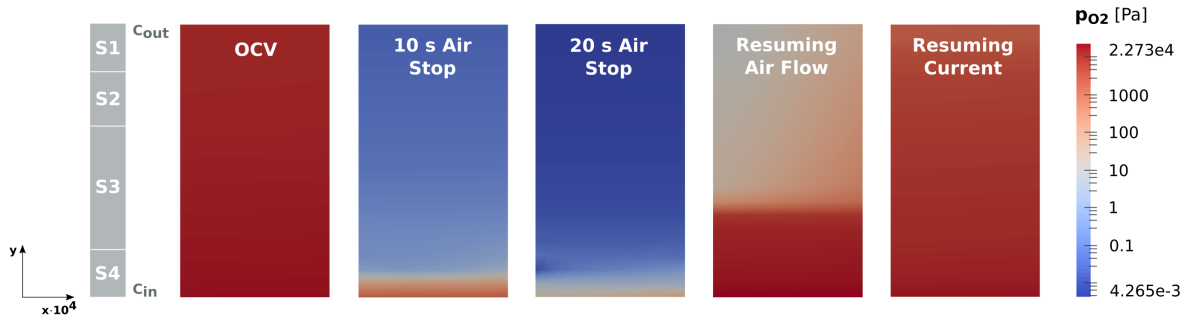 S1
S2
S3
S4
C_out
C_in
y
x·10^4
OCV
10 s Air
Stop
20 s Air
Stop
Resuming
Air Flow
Resuming
Current
p_O2 [Pa]
2.273e4
1000
100
10
1
0.1
4.265e-3